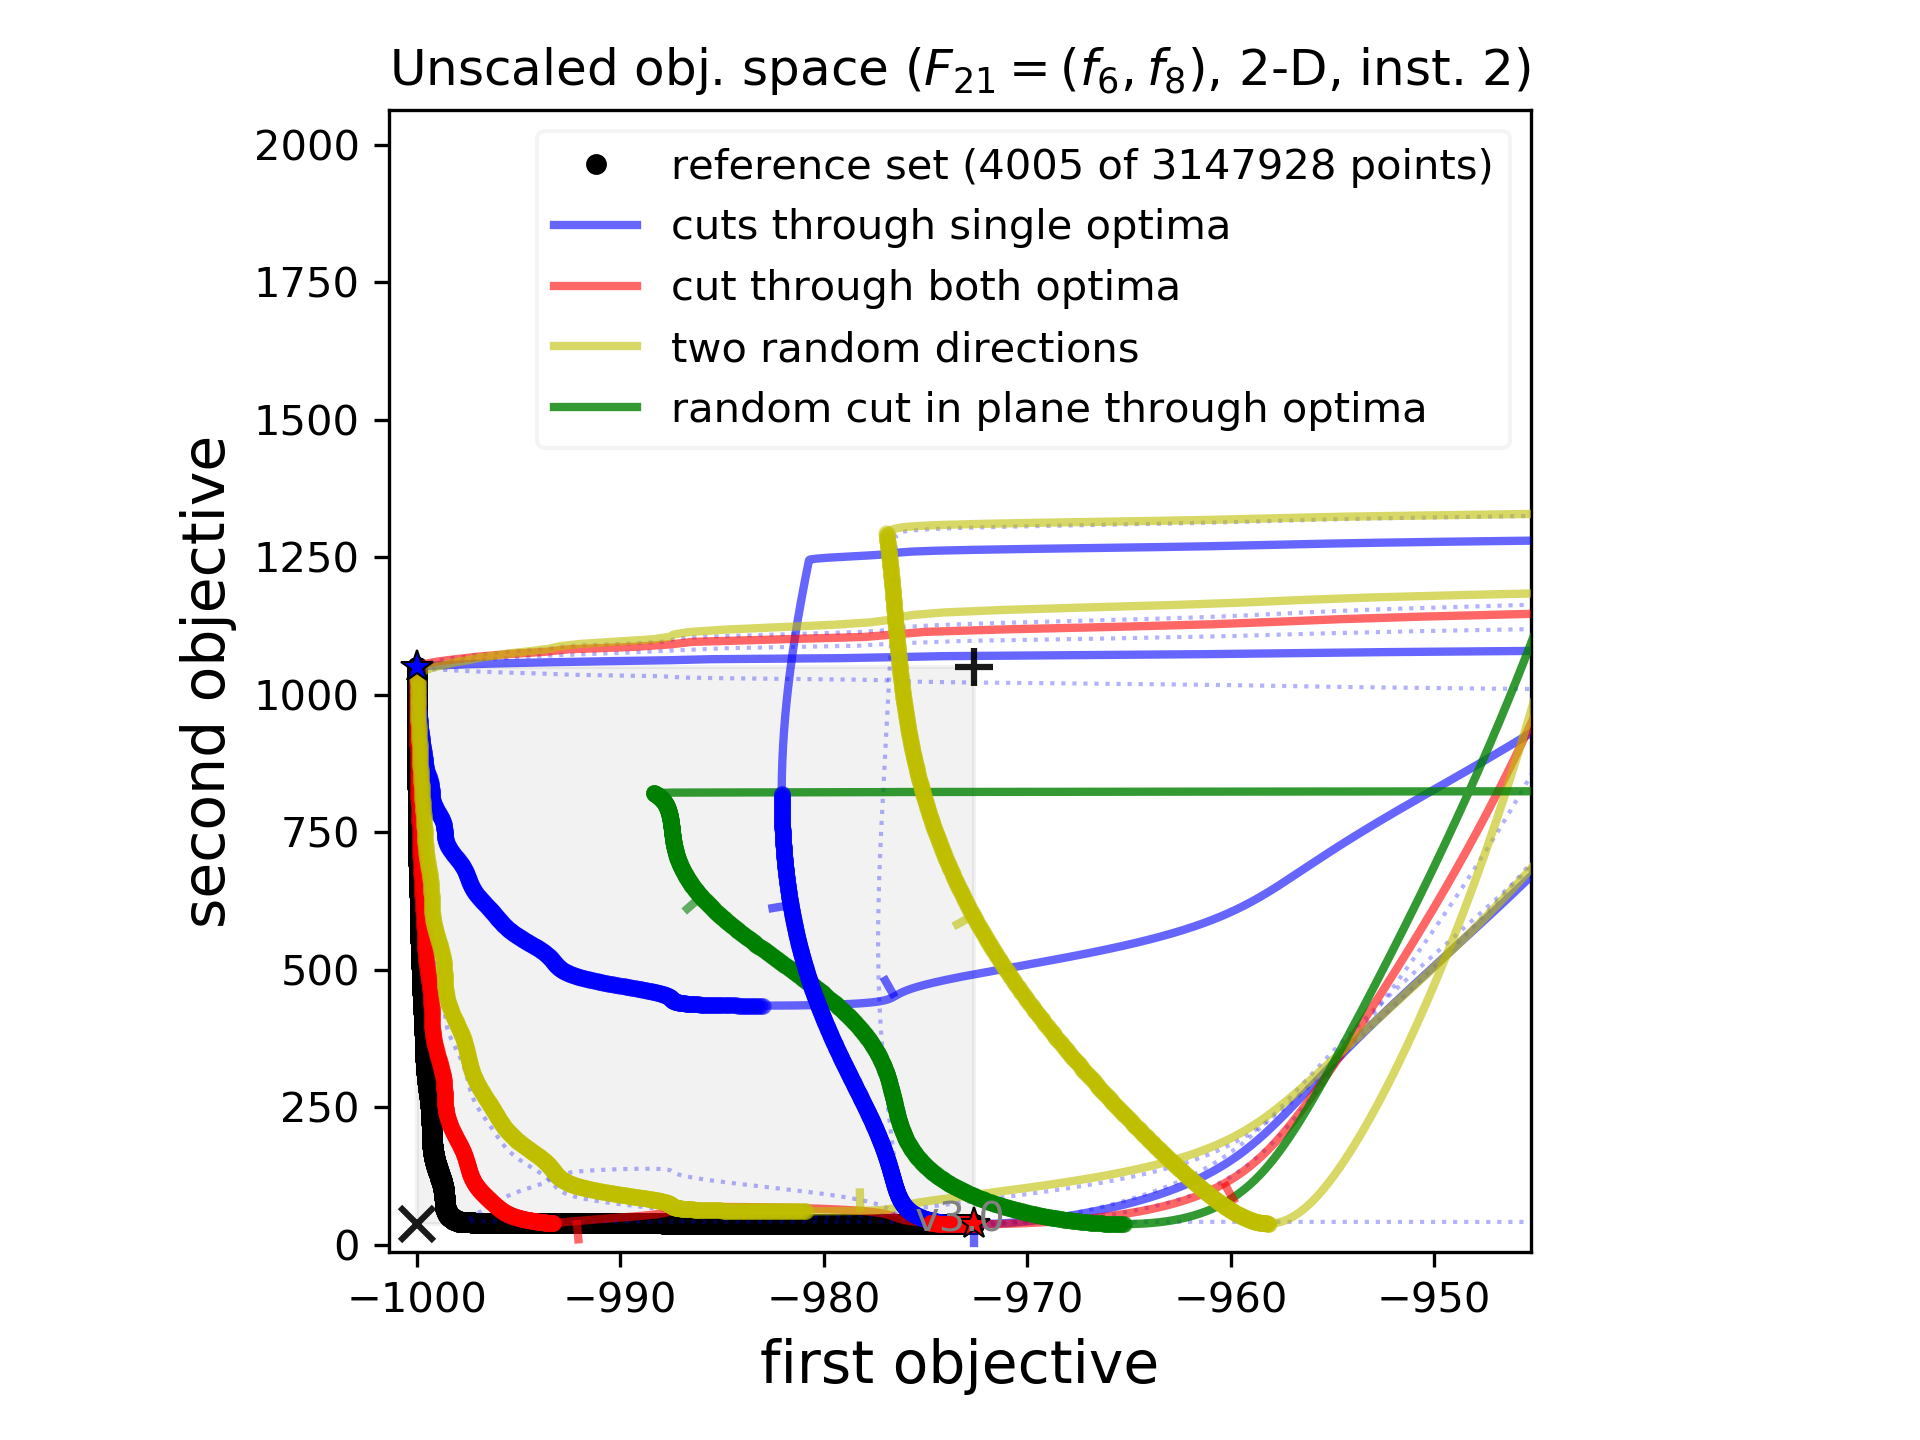 Unscaled obj. space (F21 = (f6, f8), 2-D, inst. 2)
reference set (4005 of 3147928 points)
cuts through single optima
cut through both optima
two random directions
random cut in plane through optima
second objective
2000
1750
1500
1250
1000
750
500
250
0
v3.0
−1000
−990
−980
−970
−960
−950
first objective